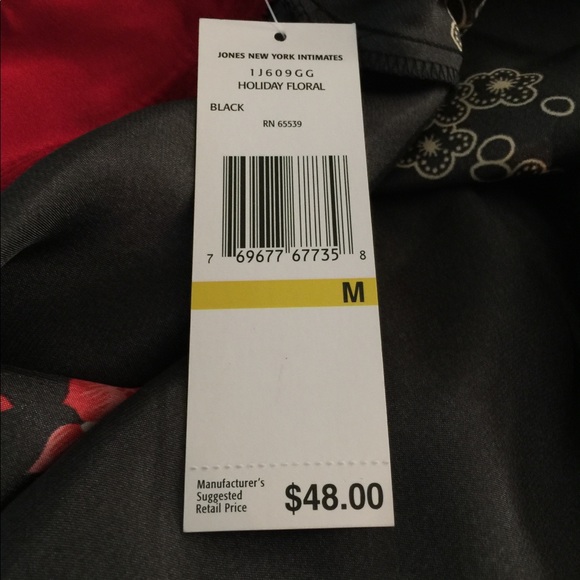 JONES NEW YORK INTIMATES
1J609GG
HOLIDAY FLORAL
BLACK
RN 65539
7 69677 67735 8
M
Manufacturer's
Suggested
Retail Price
$48.00